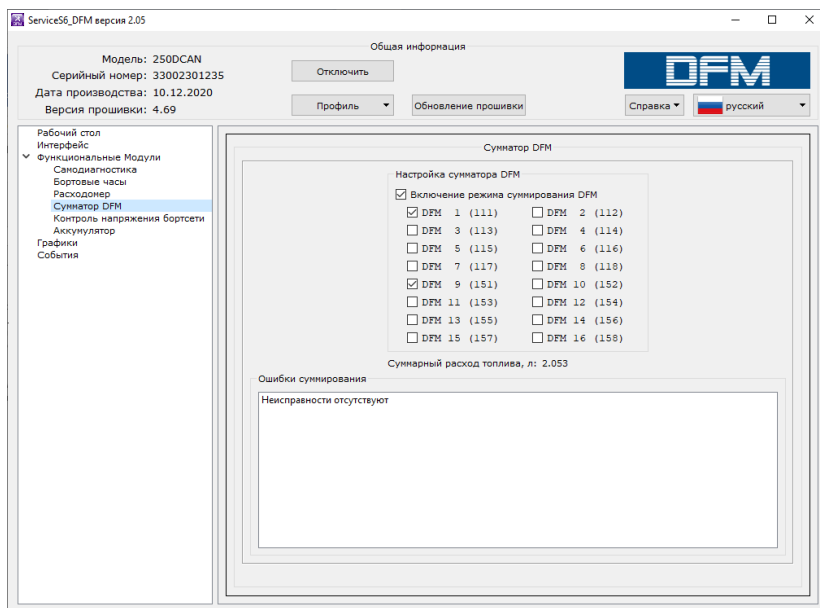 ServiceS6_DFM версия 2.05
Общая информация
Модель: 250DCAN
Серийный номер: 33002301235
Дата производства: 10.12.2020
Версия прошивки: 4.69
Отключить
Профиль
Обновление прошивки
DFM
Справка
русский
Рабочий стол
Интерфейс
Функциональные Модули
Самодиагностика
Бортовые часы
Расходомер
Сумматор DFM
Контроль напряжения бортсети
Аккумулятор
Графики
События
Сумматор DFM
Настройка сумматора DFM
Включение режима суммирования DFM
DFM 1 (111) DFM 2 (112)
DFM 3 (113) DFM 4 (114)
DFM 5 (115) DFM 6 (116)
DFM 7 (117) DFM 8 (118)
DFM 9 (151) DFM 10 (152)
DFM 11 (153) DFM 12 (154)
DFM 13 (155) DFM 14 (156)
DFM 15 (157) DFM 16 (158)
Суммарный расход топлива, л: 2.053
Ошибки суммирования
Неисправности отсутствуют